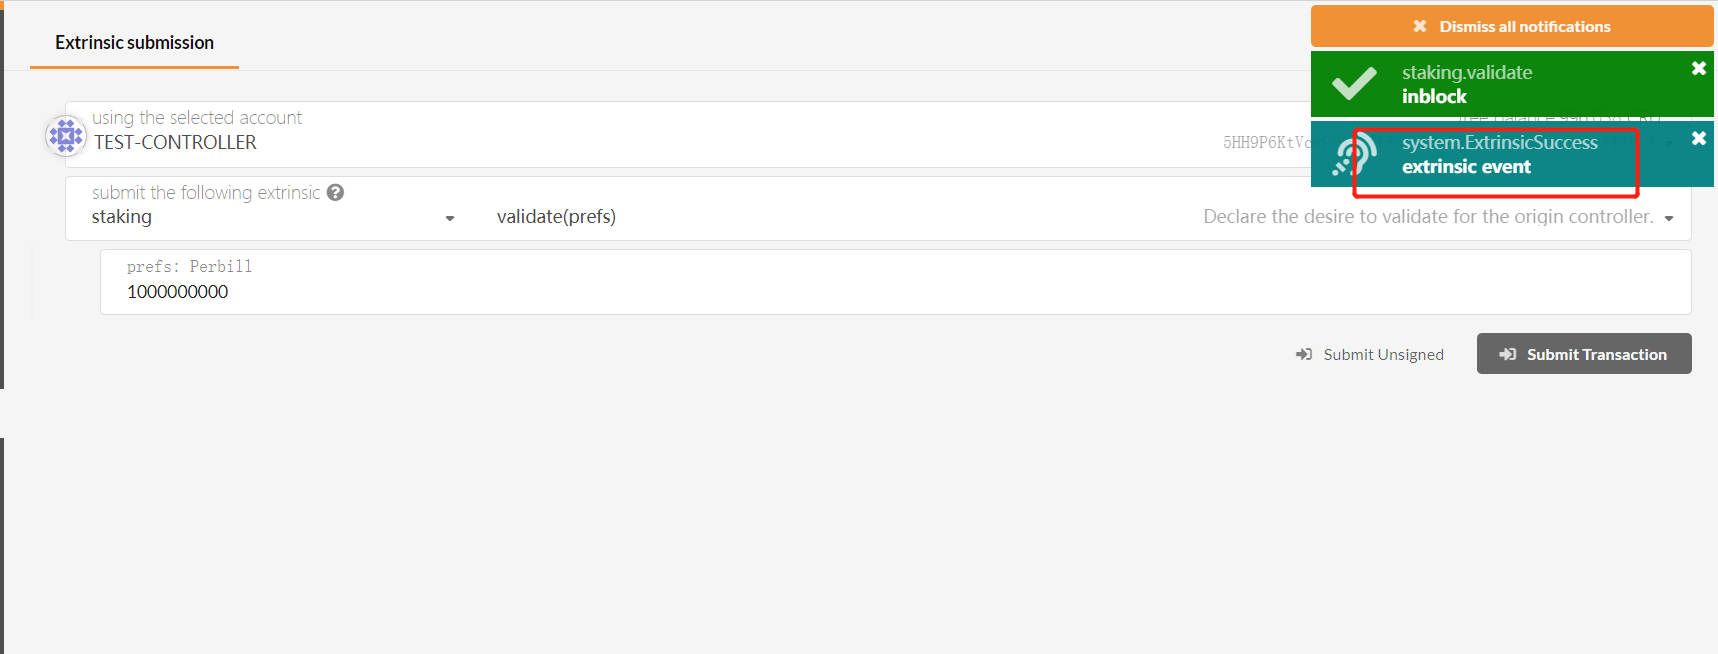 Extrinsic submission
Dismiss all notifications
staking.validate
inblock
system.ExtrinsicSuccess
extrinsic event
using the selected account
TEST-CONTROLLER
submit the following extrinsic
staking
validate(prefs)
Declare the desire to validate for the origin controller.
prefs: Perbill
1000000000
Submit Unsigned
Submit Transaction